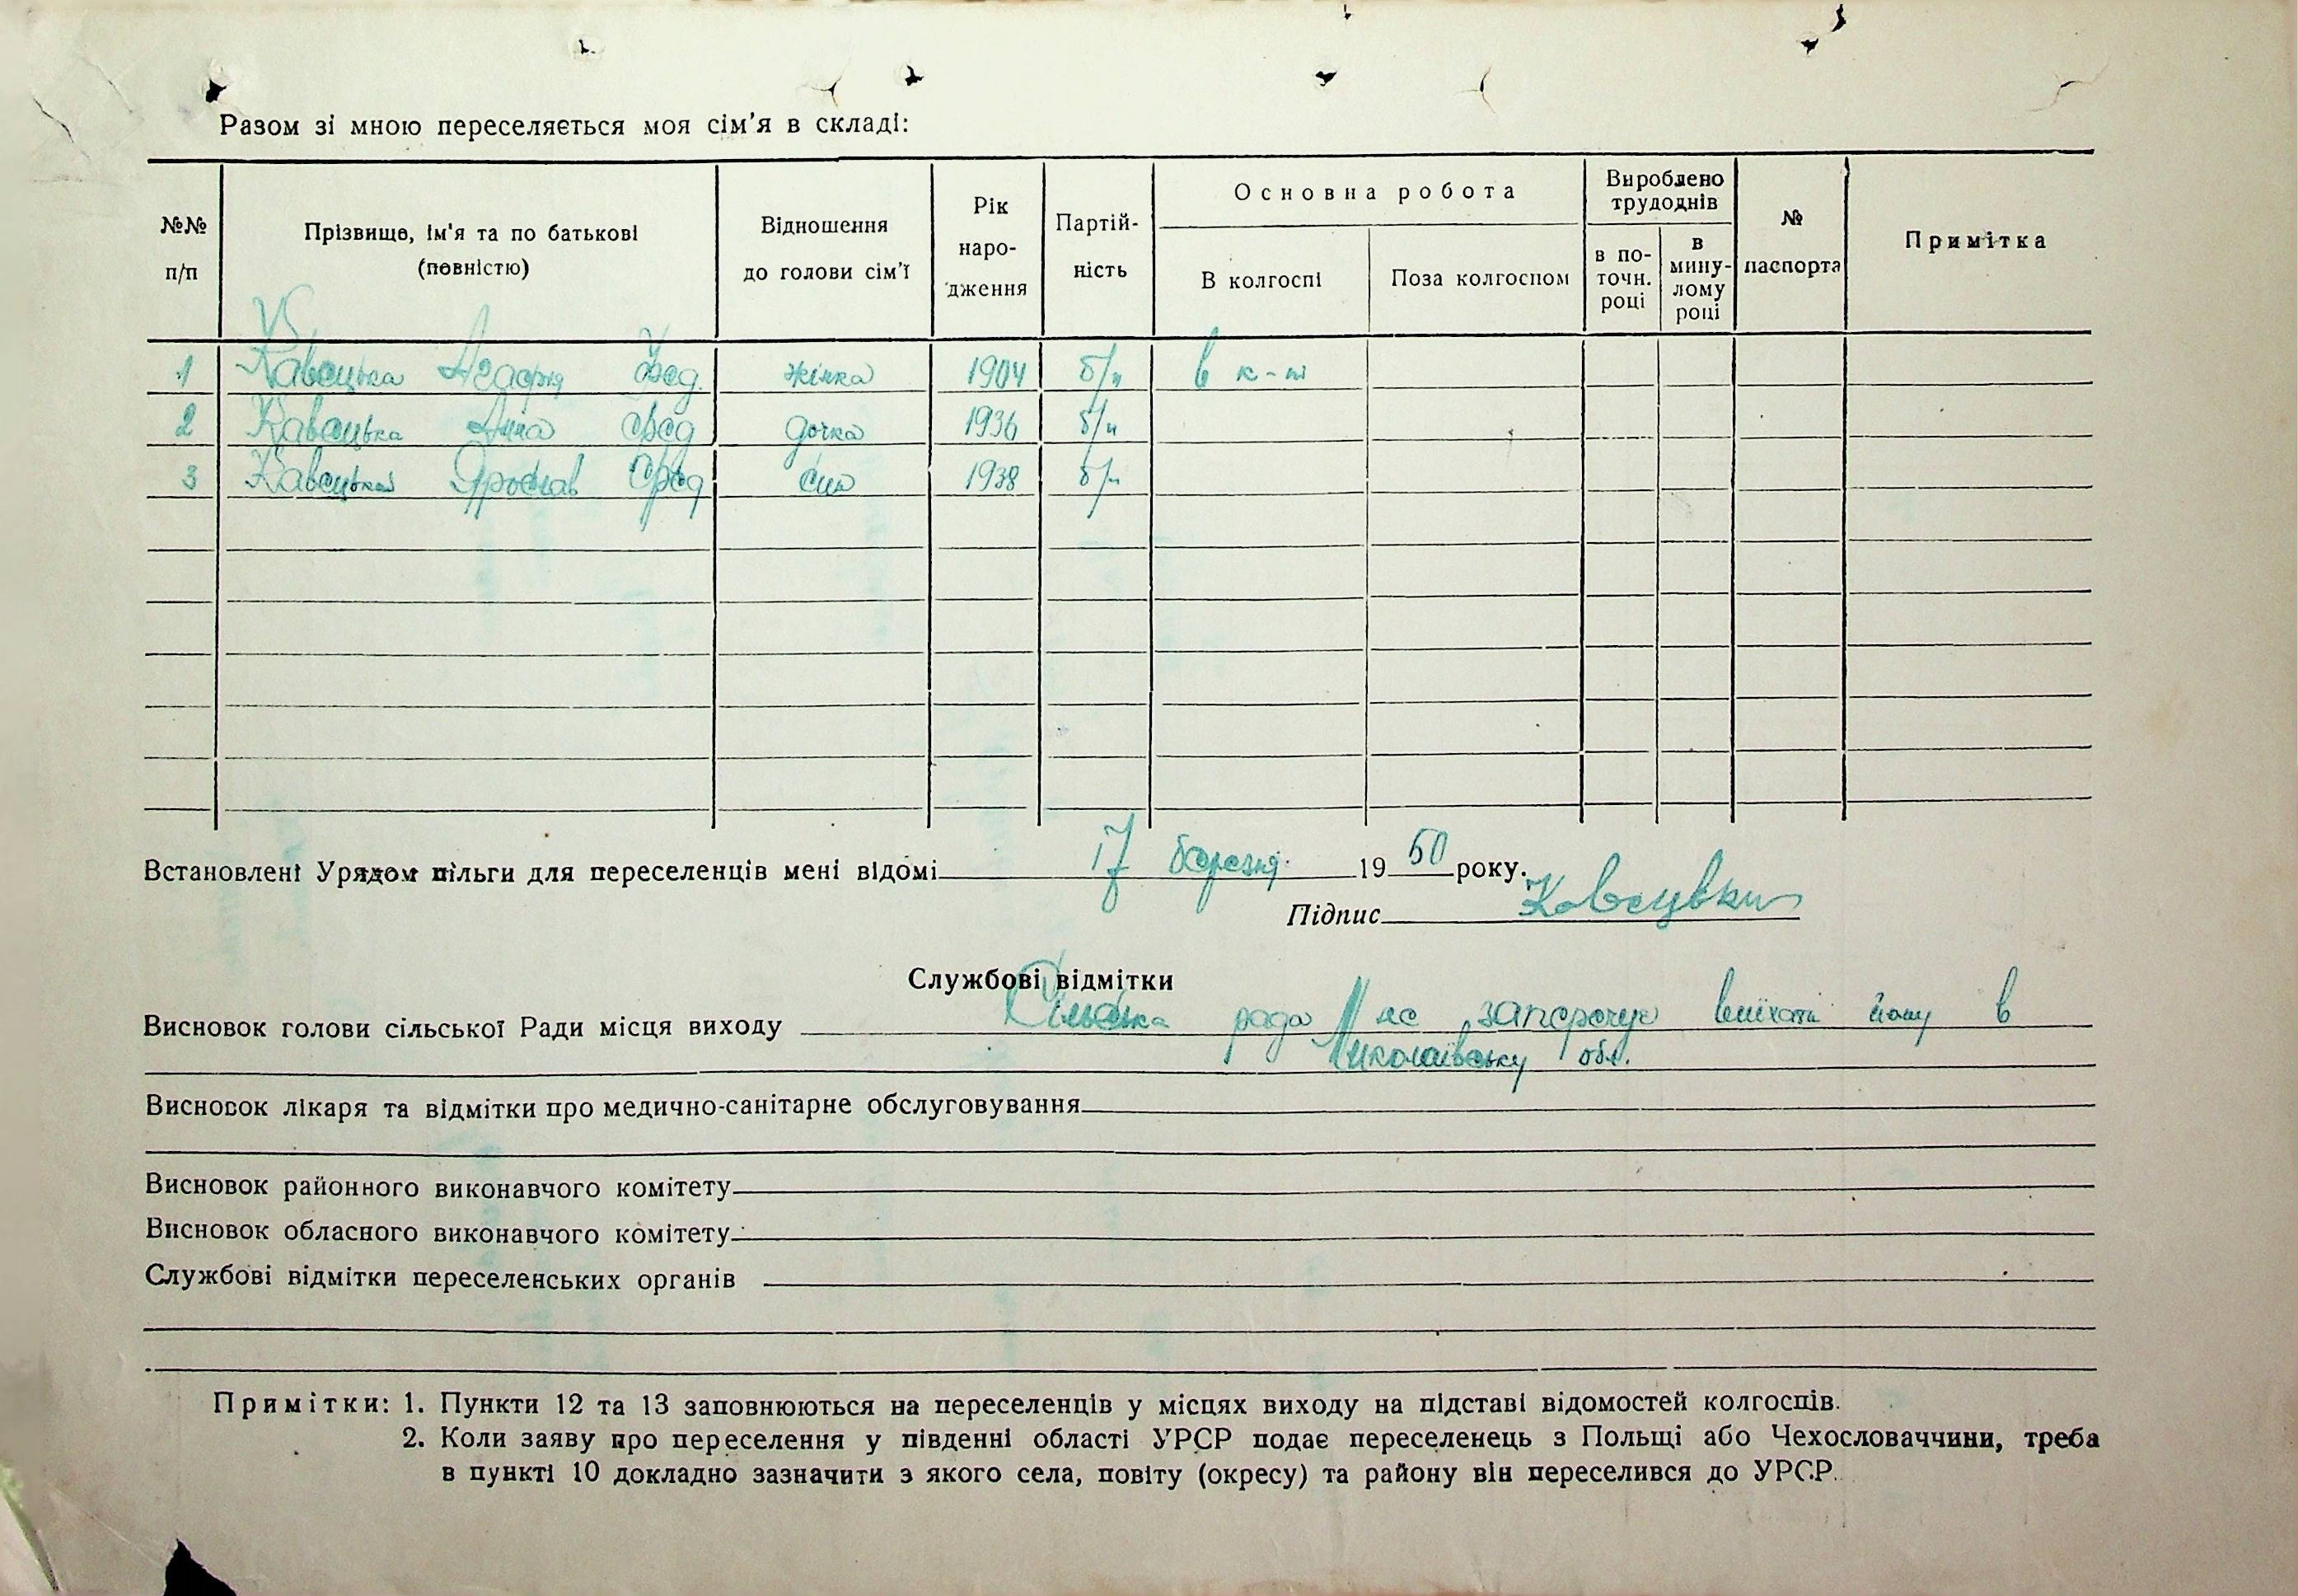 Разом зі мною переселяється моя сім'я в складі:
№№ п/п
Прізвище, ім'я та по батькові (повністю)
Відношення до голови сім'ї
Рік народження
Партійність
Основна робота
В колгоспі
Поза колгоспом
Вироблено трудоднів
в поточн. році
в минулому році
№ паспорта
Примітка
1 Кавецька Агафія Фед. жінка 1904 б/п в к-пі
2 Кавецька Анна Фед дочка 1936 б/п
3 Кавецький Ярослав Фед син 1938 б/п
Встановлені Урядом пільги для переселенців мені відомі 17 березня 1950 року.
Підпис
Службові відмітки
Висновок голови сільської Ради місця виходу Сільська рада не заперечує виїхати йому в
Миколаївську обл.
Висновок лікаря та відмітки про медично-санітарне обслуговування
Висновок районного виконавчого комітету
Висновок обласного виконавчого комітету
Службові відмітки переселенських органів
Примітки: 1. Пункти 12 та 13 заповнюються на переселенців у місцях виходу на підставі відомостей колгоспів.
2. Коли заяву про переселення у південні області УРСР подає переселенець з Польщі або Чехословаччини, треба
в пункті 10 докладно зазначити з якого села, повіту (окресу) та району він переселився до УРСР.